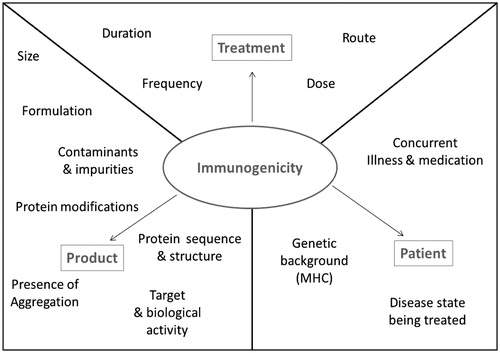 Duration
Treatment
Route
Size
Frequency
Dose
Formulation
Contaminants
& impurities
Immunogenicity
Concurrent
Illness & medication
Protein modifications
Product
Protein sequence
& structure
Genetic
background
(MHC)
Patient
Presence of
Aggregation
Target
& biological
activity
Disease state
being treated